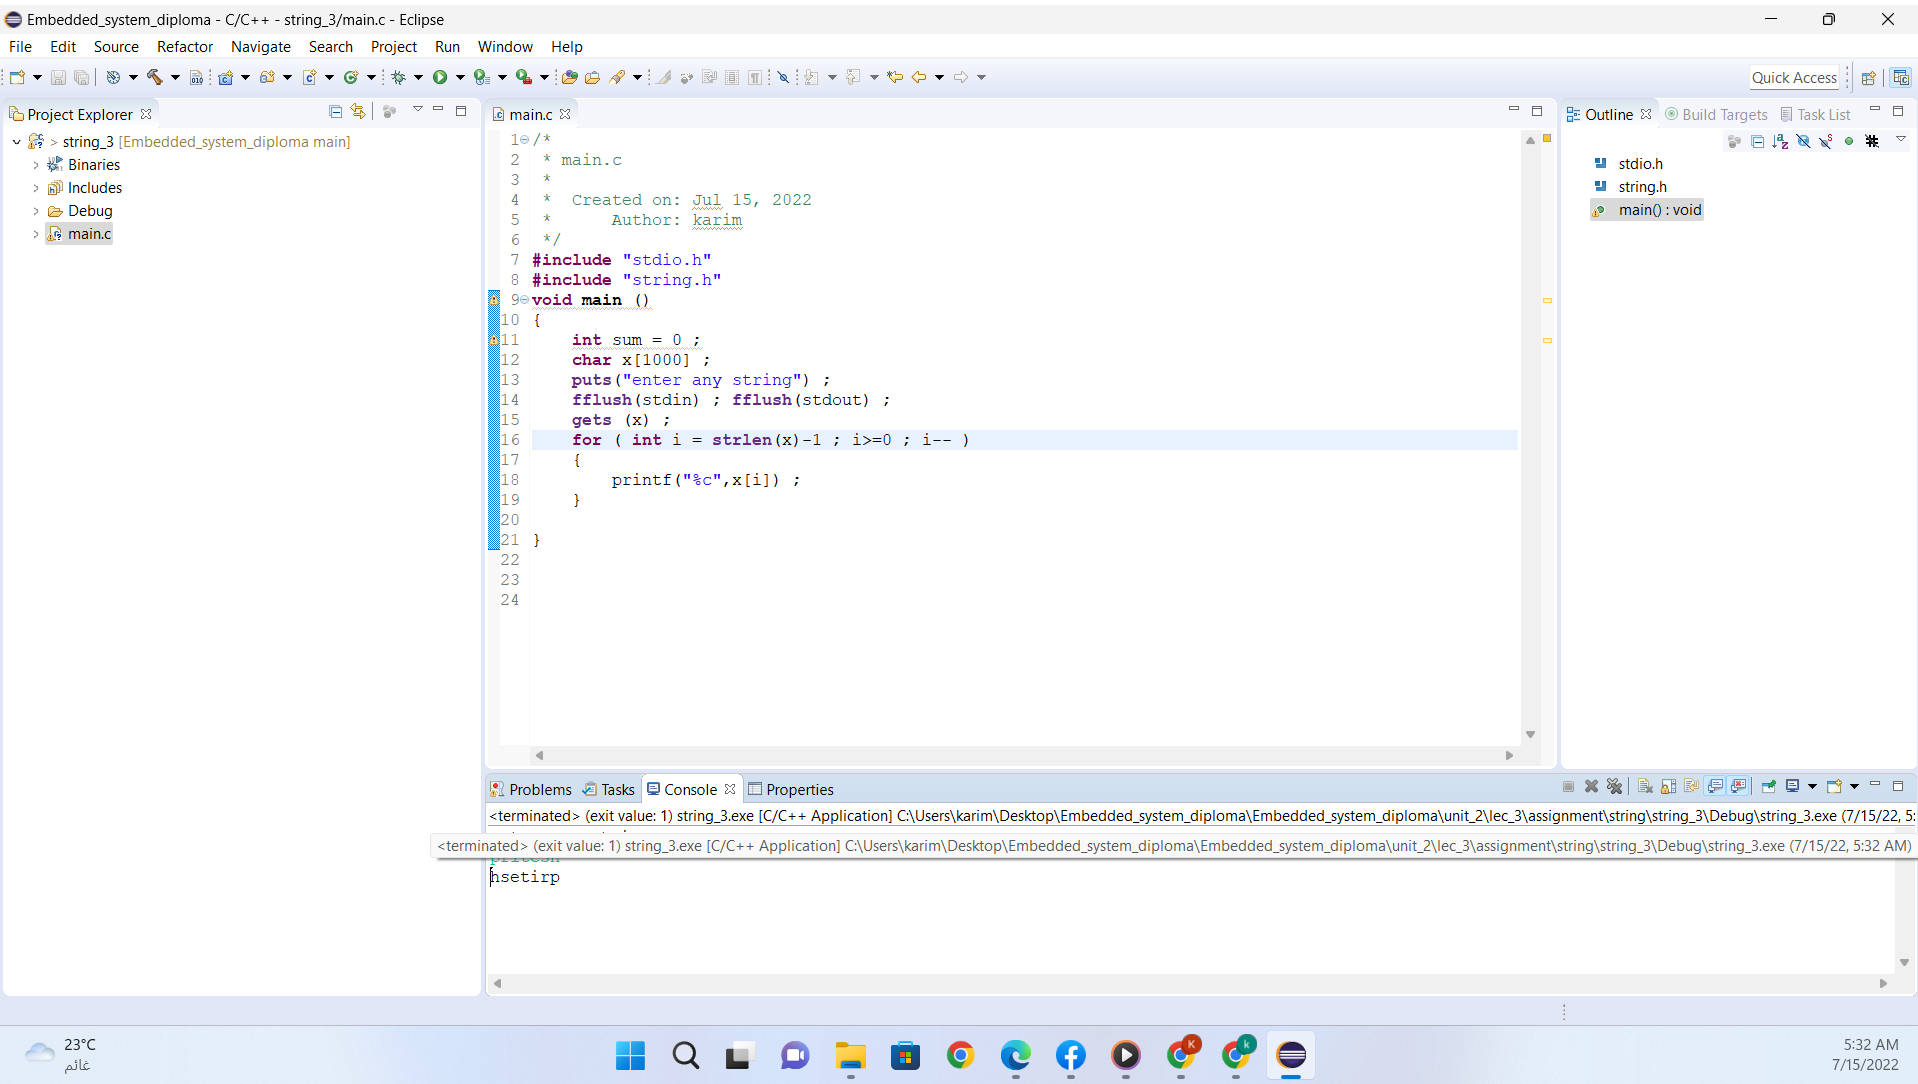 Embedded_system_diploma - C/C++ - string_3/main.c - Eclipse
File Edit Source Refactor Navigate Search Project Run Window Help
Quick Access
Project Explorer
> string_3 [Embedded_system_diploma main]
Binaries
Includes
Debug
main.c
main.c
1 /*
2 * main.c
3 *
4 * Created on: Jul 15, 2022
5 * Author: karim
6 */
7 #include "stdio.h"
8 #include "string.h"
9 void main ()
10 {
11 int sum = 0 ;
12 char x[1000] ;
13 puts("enter any string") ;
14 fflush(stdin) ; fflush(stdout) ;
15 gets (x) ;
16 for ( int i = strlen(x)-1 ; i>=0 ; i-- )
17 {
18 printf("%c",x[i]) ;
19 }
20
21 }
22
23
24
Outline Build Targets Task List
stdio.h
string.h
main() : void
Problems Tasks Console Properties
<terminated> (exit value: 1) string_3.exe [C/C++ Application] C:\Users\karim\Desktop\Embedded_system_diploma\Embedded_system_diploma\unit_2\lec_3\assignment\string\string_3\Debug\string_3.exe (7/15/22, 5:
<terminated> (exit value: 1) string_3.exe [C/C++ Application] C:\Users\karim\Desktop\Embedded_system_diploma\Embedded_system_diploma\unit_2\lec_3\assignment\string\string_3\Debug\string_3.exe (7/15/22, 5:32 AM)
pritesh
hsetirp
23°C
غائم
K
k
5:32 AM
7/15/2022